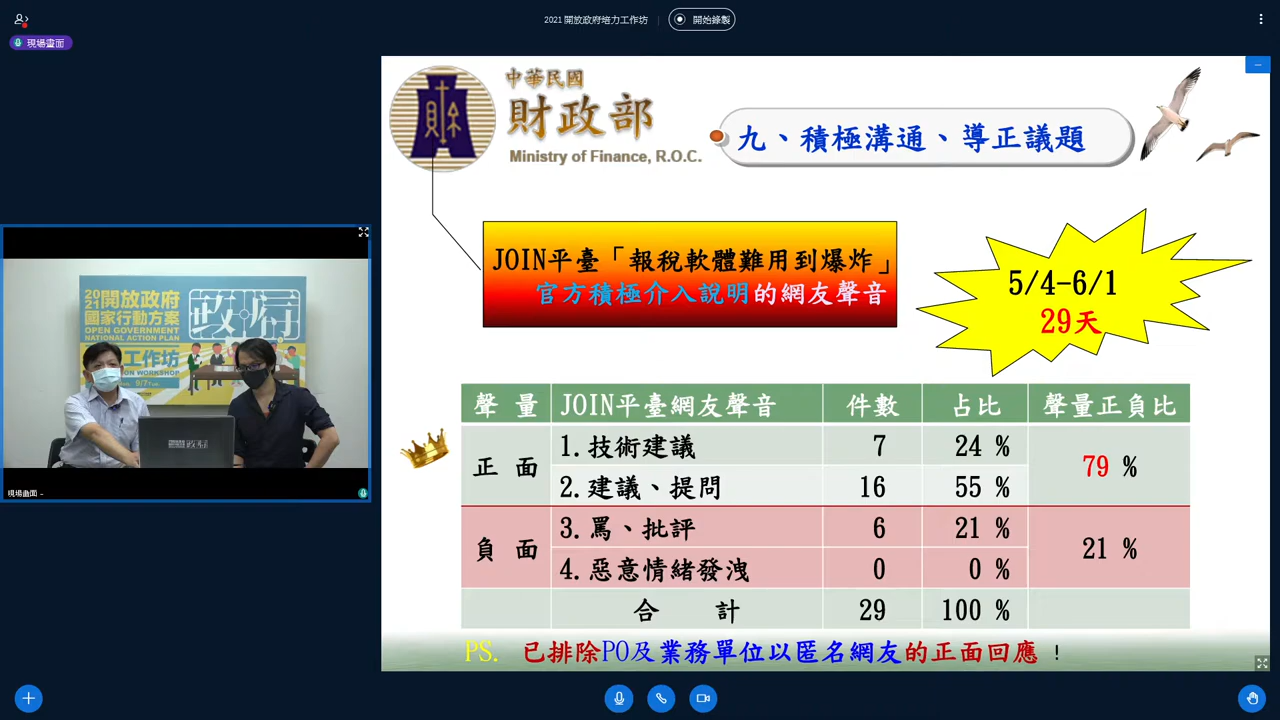 2021 開放政府培力工作坊
開始錄製
現場畫面
2021開放政府
國家行動方案
OPEN GOVERNMENT
NATIONAL ACTION PLAN
工作坊
現場畫面
中華民國
財政部
Ministry of Finance, R.O.C.
九、積極溝通、導正議題
JOIN平臺「報稅軟體難用到爆炸」
官方積極介入說明的網友聲音
5/4-6/1
29天
聲 量 JOIN平臺網友聲音 件數 占比 聲量正負比
正 面 1.技術建議 7 24 % 79 %
2.建議、提問 16 55 %
負 面 3.罵、批評 6 21 % 21 %
4.惡意情緒發洩 0 0 %
合 計 29 100 %
PS. 已排除PO及業務單位以匿名網友的正面回應 !